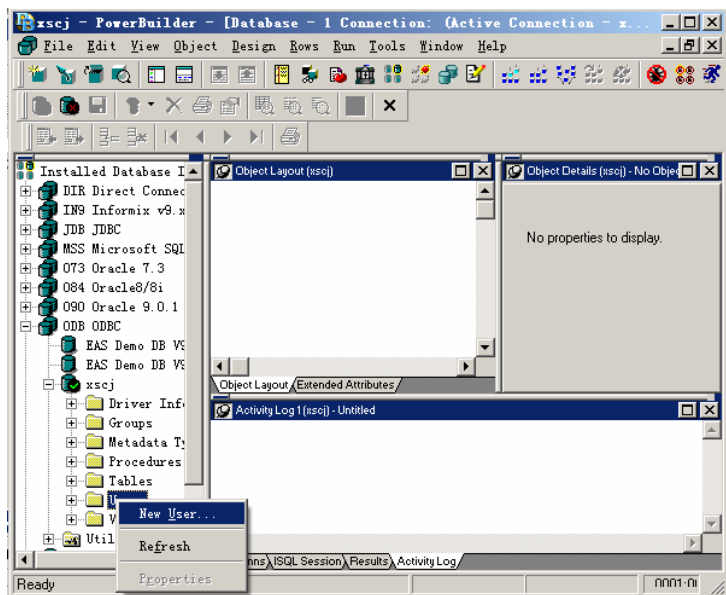 xscj - PowerBuilder - [Database - 1 Connection: (Active Connection - x...
File Edit View Object Design Rows Run Tools Window Help
Installed Database I
DIR Direct Connec
IN9 Informix v9.x
JDB JDBC
MSS Microsoft SQL
O73 Oracle 7.3
O84 Oracle8/8i
O90 Oracle 9.0.1
ODB ODBC
EAS Demo DB V9
EAS Demo DB V9
xscj
Driver Info
Groups
Metadata Ty
Procedures
Tables
U
V
Util
New User...
Refresh
Properties
Object Layout (xscj)
Object Layout Extended Attributes
Object Details (xscj) - No Objec
No properties to display.
Activity Log 1 (xscj) - Untitled
nns ISQL Session Results Activity Log
Ready